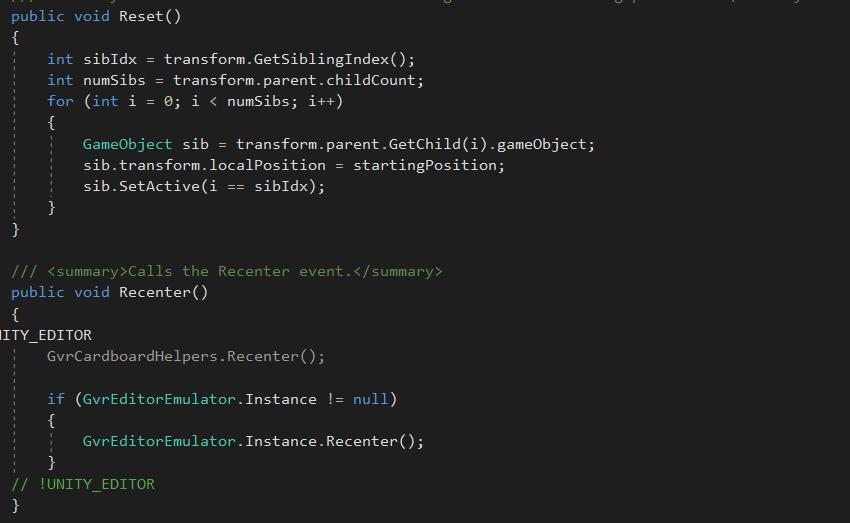 public void Reset()
{
int sibIdx = transform.GetSiblingIndex();
int numSibs = transform.parent.childCount;
for (int i = 0; i < numSibs; i++)
{
GameObject sib = transform.parent.GetChild(i).gameObject;
sib.transform.localPosition = startingPosition;
sib.SetActive(i == sibIdx);
}
}
/// <summary>Calls the Recenter event.</summary>
public void Recenter()
{
NITY_EDITOR
GvrCardboardHelpers.Recenter();
if (GvrEditorEmulator.Instance != null)
{
GvrEditorEmulator.Instance.Recenter();
}
// !UNITY_EDITOR
}